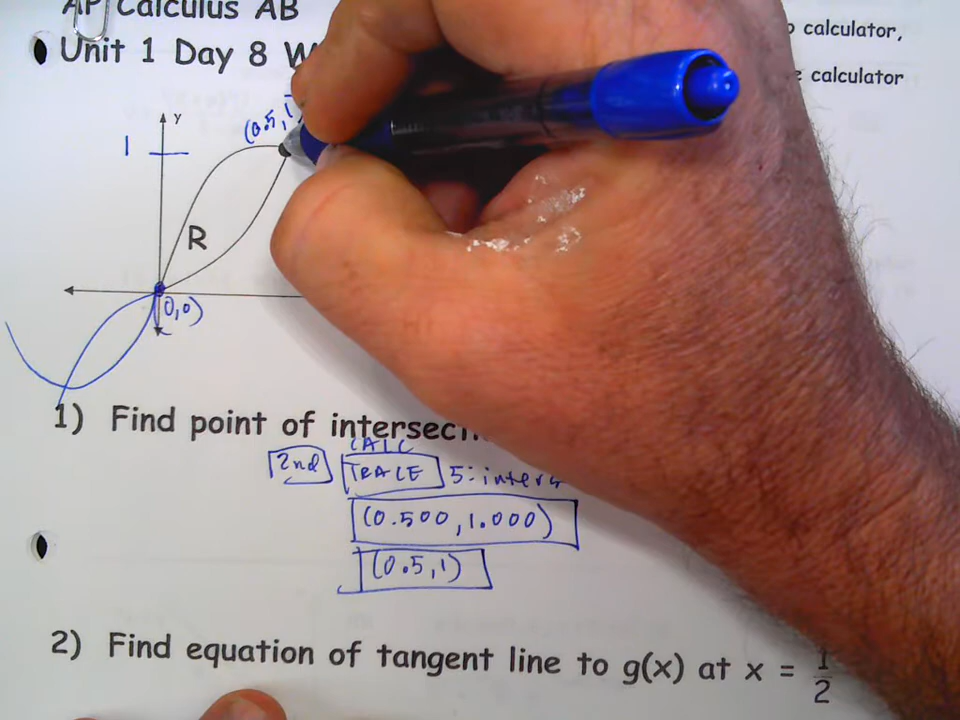 AP Calculus AB
calculator,
Unit 1 Day 8
calculator
y
(0.5, 1
1
R
(0,0)
1) Find point of
CALC
2nd TRACE 5: inters
(0.500, 1.000)
(0.5, 1)
2) Find equation of tangent line to g(x) at x = 1/2